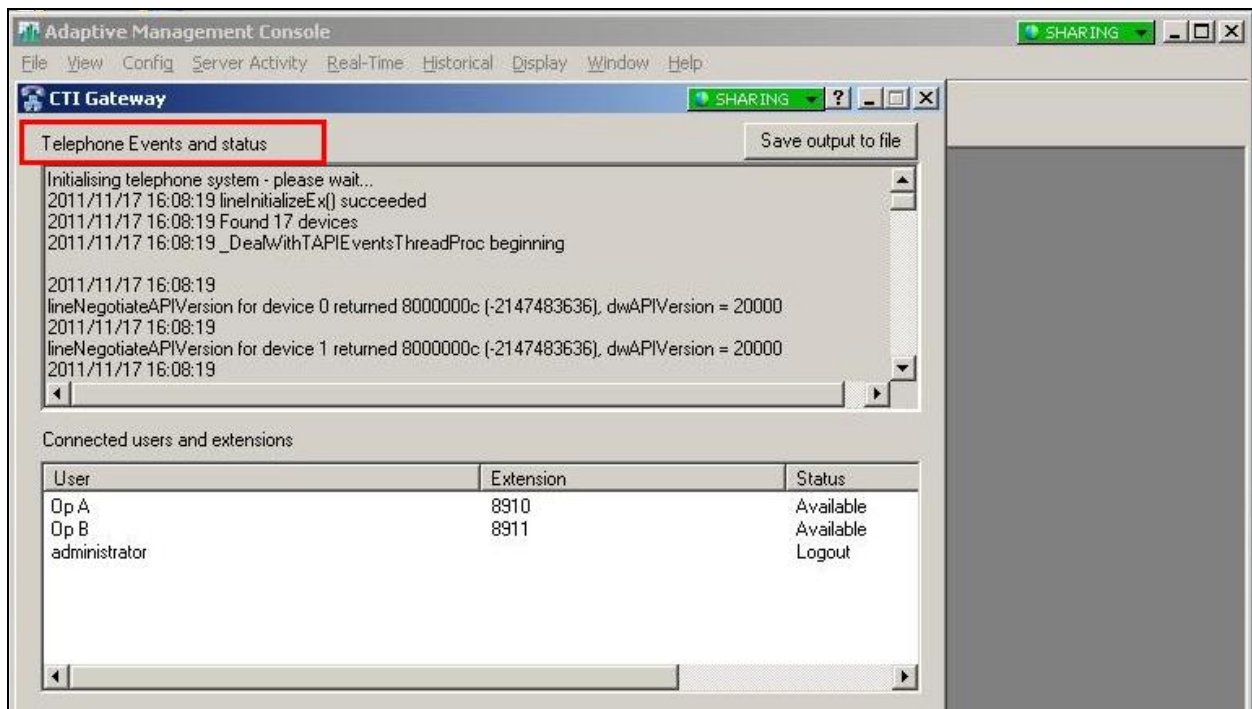 Adaptive Management Console
SHARING
File View Config Server Activity Real-Time Historical Display Window Help
CTI Gateway
SHARING
Telephone Events and status
Save output to file
Initialising telephone system - please wait...
2011/11/17 16:08:19 lineInitializeEx() succeeded
2011/11/17 16:08:19 Found 17 devices
2011/11/17 16:08:19 _DealWithTAPIEventsThreadProc beginning
2011/11/17 16:08:19
lineNegotiateAPIVersion for device 0 returned 8000000c (-2147483636), dwAPIVersion = 20000
2011/11/17 16:08:19
lineNegotiateAPIVersion for device 1 returned 8000000c (-2147483636), dwAPIVersion = 20000
2011/11/17 16:08:19
Connected users and extensions
User Extension Status
Op A 8910 Available
Op B 8911 Available
administrator Logout